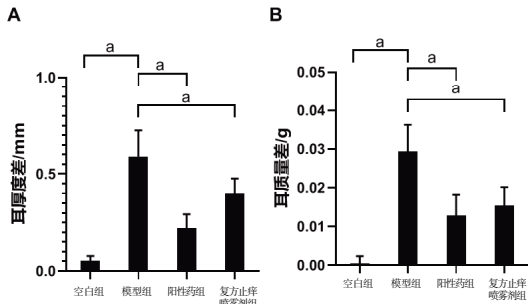 A
a
a
a
耳厚度差/mm
1.0
0.5
0.0
空白组
模型组
阳性药组
复方止痒
喷雾剂组
B
a
a
a
耳质量差/g
0.05
0.04
0.03
0.02
0.01
0.00
空白组
模型组
阳性药组
复方止痒
喷雾剂组